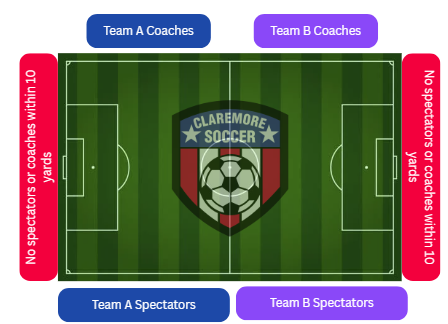 Team A Coaches
Team B Coaches
No spectators or coaches within 10
yards
CLAREMORE
SOCCER
No spectators or coaches within 10
yards
Team A Spectators
Team B Spectators